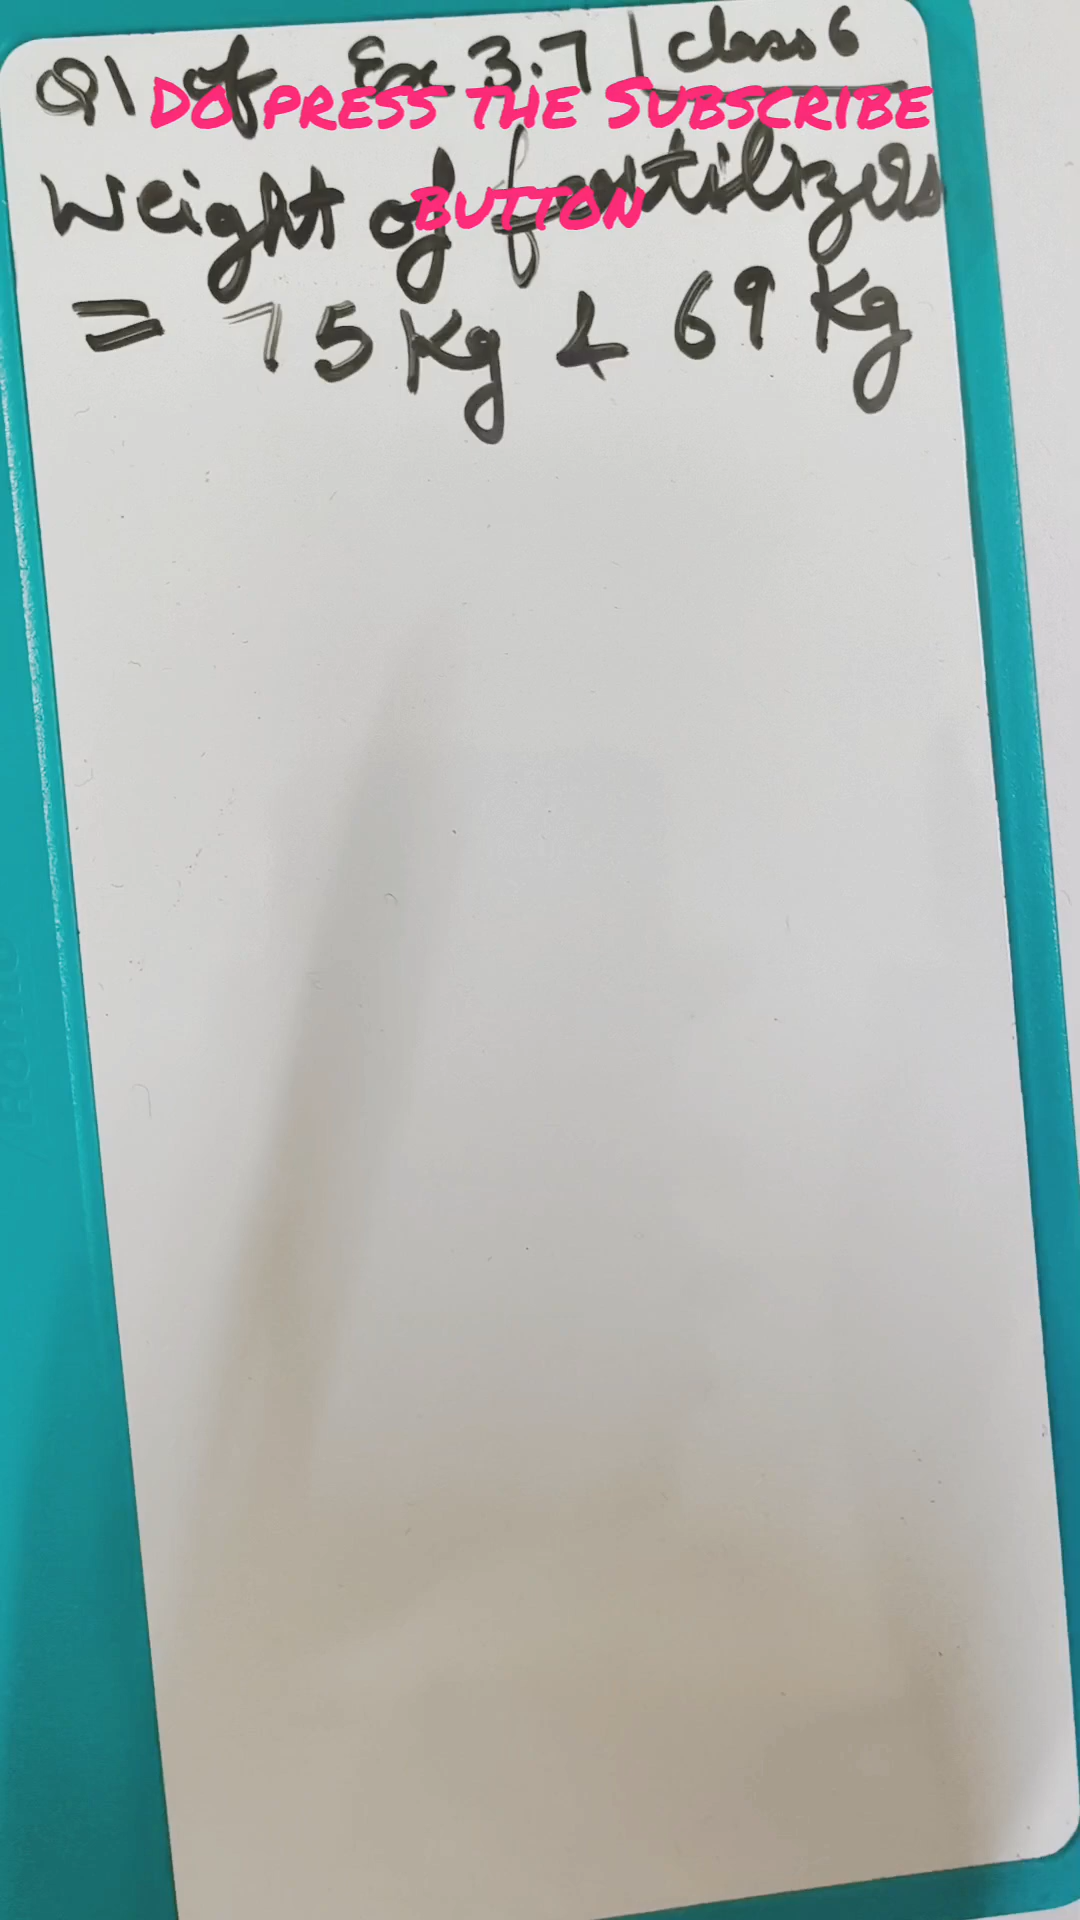 Q1 of Ex 3.7 | class 6
Do press the Subscribe
button
Weight of fertilizers
= 75 Kg & 69 Kg